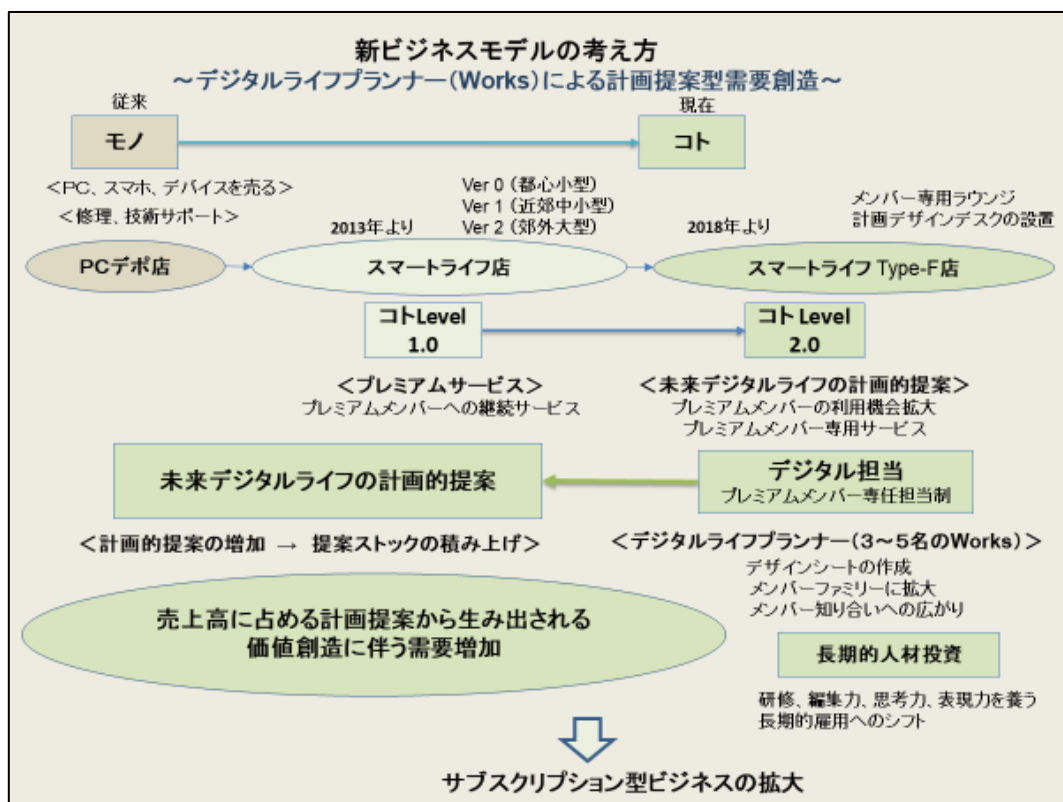 新ビジネスモデルの考え方
～デジタルライフプランナー(Works)による計画提案型需要創造～
従来
現在
モノ
コト
<PC、スマホ、デバイスを売る>
<修理、技術サポート>
Ver 0 (都心小型)
Ver 1 (近郊中小型)
Ver 2 (郊外大型)
2013年より
2018年より
メンバー専用ラウンジ
計画デザインデスクの設置
PCデポ店
スマートライフ店
スマートライフ Type-F店
コトLevel
1.0
コト Level
2.0
<プレミアムサービス>
プレミアムメンバーへの継続サービス
<未来デジタルライフの計画的提案>
プレミアムメンバーの利用機会拡大
プレミアムメンバー専用サービス
未来デジタルライフの計画的提案
デジタル担当
プレミアムメンバー専任担当制
<計画的提案の増加 → 提案ストックの積み上げ>
<デジタルライフプランナー(3～5名のWorks)>
デザインシートの作成
メンバーファミリーに拡大
メンバー知り合いへの広がり
売上高に占める計画提案から生み出される
価値創造に伴う需要増加
長期的人材投資
研修、編集力、思考力、表現力を養う
長期的雇用へのシフト
サブスクリプション型ビジネスの拡大